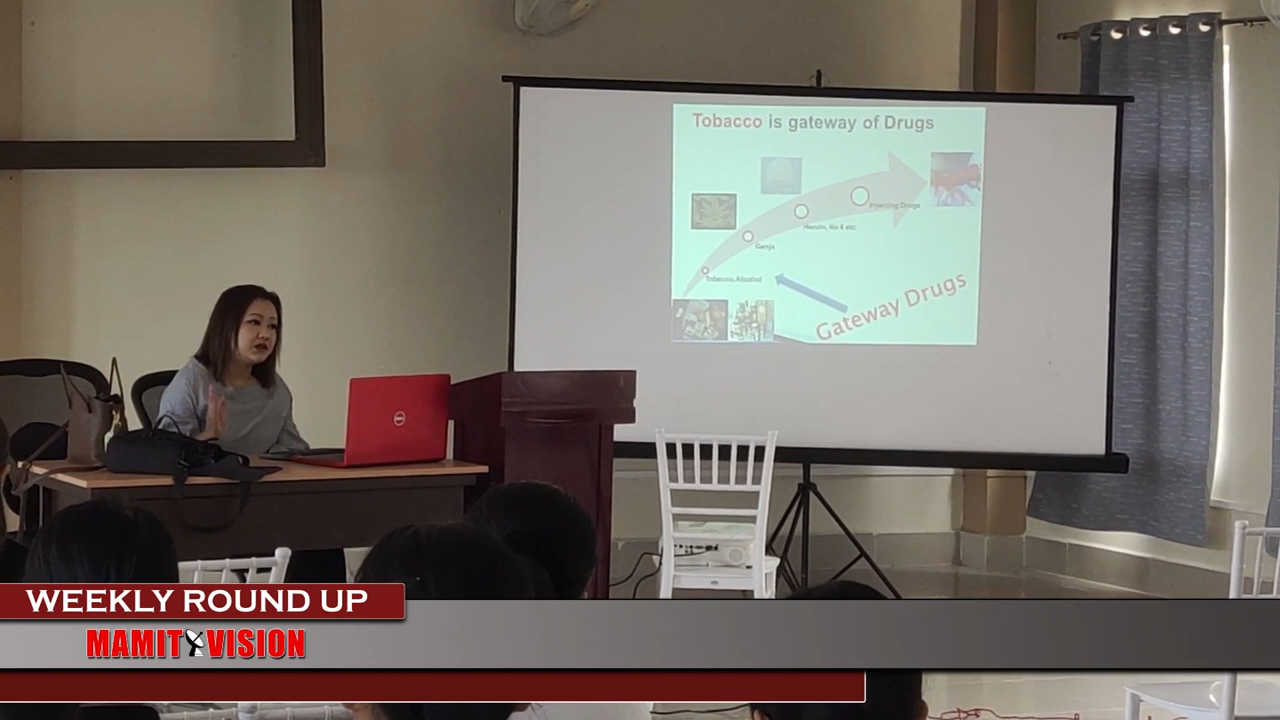 Tobacco is gateway of Drugs
Injecting Drugs
Heroin, No 4 etc.
Ganja
Tobacco, Alcohol
Gateway Drugs
DELL
WEEKLY ROUND UP
MAMIT VISION